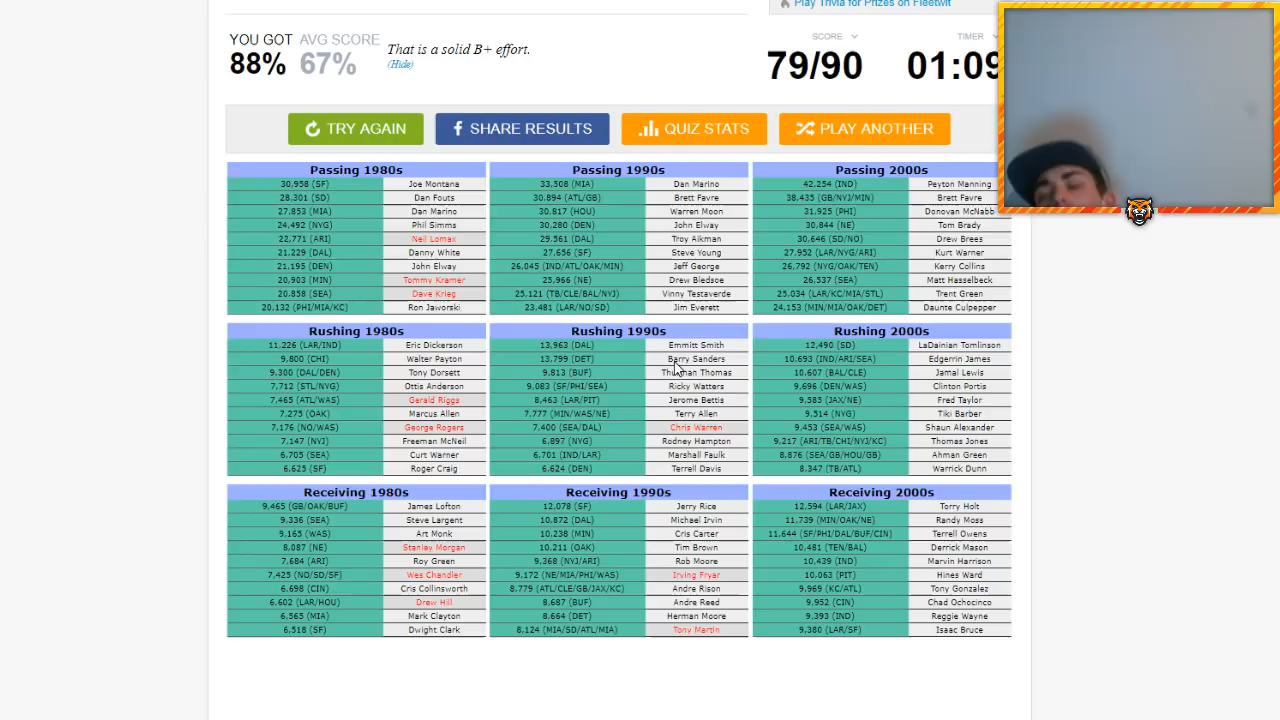 Play Trivia for Prizes on Fleetwit
YOU GOT AVG SCORE
88% 67%
That is a solid B+ effort.
(Hide)
SCORE
79/90
TIMER
01:09
TRY AGAIN
SHARE RESULTS
QUIZ STATS
PLAY ANOTHER
Passing 1980s
30,958 (SF) Joe Montana
28,301 (SD) Dan Fouts
27,853 (MIA) Dan Marino
24,492 (NYG) Phil Simms
22,771 (ARI) Neil Lomax
21,229 (DAL) Danny White
21,195 (DEN) John Elway
20,903 (MIN) Tommy Kramer
20,858 (SEA) Dave Krieg
20,132 (PHI/MIA/KC) Ron Jaworski
Passing 1990s
33,508 (MIA) Dan Marino
30,894 (ATL/GB) Brett Favre
30,817 (HOU) Warren Moon
30,280 (DEN) John Elway
29,561 (DAL) Troy Aikman
27,656 (SF) Steve Young
26,045 (IND/ATL/OAK/MIN) Jeff George
25,966 (NE) Drew Bledsoe
25,121 (TB/CLE/BAL/NYJ) Vinny Testaverde
23,481 (LAR/NO/SD) Jim Everett
Passing 2000s
42,254 (IND) Peyton Manning
38,435 (GB/NYJ/MIN) Brett Favre
31,925 (PHI) Donovan McNabb
30,844 (NE) Tom Brady
30,646 (SD/NO) Drew Brees
27,952 (LAR/NYG/ARI) Kurt Warner
26,792 (NYG/OAK/TEN) Kerry Collins
26,537 (SEA) Matt Hasselbeck
25,034 (LAR/KC/MIA/STL) Trent Green
24,153 (MIN/MIA/OAK/DET) Daunte Culpepper
Rushing 1980s
11,226 (LAR/IND) Eric Dickerson
9,800 (CHI) Walter Payton
9,300 (DAL/DEN) Tony Dorsett
7,712 (STL/NYG) Ottis Anderson
7,465 (ATL/WAS) Gerald Riggs
7,275 (OAK) Marcus Allen
7,176 (NO/WAS) George Rogers
7,147 (NYJ) Freeman McNeil
6,705 (SEA) Curt Warner
6,625 (SF) Roger Craig
Rushing 1990s
13,963 (DAL) Emmitt Smith
13,799 (DET) Barry Sanders
9,813 (BUF) Thurman Thomas
9,083 (SF/PHI/SEA) Ricky Watters
8,463 (LAR/PIT) Jerome Bettis
7,777 (MIN/WAS/NE) Terry Allen
7,400 (SEA/DAL) Chris Warren
6,897 (NYG) Rodney Hampton
6,701 (IND/LAR) Marshall Faulk
6,624 (DEN) Terrell Davis
Rushing 2000s
12,490 (SD) LaDainian Tomlinson
10,693 (IND/ARI/SEA) Edgerrin James
10,607 (BAL/CLE) Jamal Lewis
9,696 (DEN/WAS) Clinton Portis
9,585 (JAX/NE) Fred Taylor
9,514 (NYG) Tiki Barber
9,453 (SEA/WAS) Shaun Alexander
9,217 (ARI/TB/CHI/NYJ/KC) Thomas Jones
8,876 (SEA/GB/HOU/GB) Ahman Green
8,347 (TB/ATL) Warrick Dunn
Receiving 1980s
9,465 (GB/OAK/BUF) James Lofton
9,336 (SEA) Steve Largent
9,165 (WAS) Art Monk
8,087 (NE) Stanley Morgan
7,684 (ARI) Roy Green
7,425 (NO/SD/SF) Wes Chandler
6,698 (CIN) Cris Collinsworth
6,602 (LAR/HOU) Drew Hill
6,565 (MIA) Mark Clayton
6,518 (SF) Dwight Clark
Receiving 1990s
12,078 (SF) Jerry Rice
10,872 (DAL) Michael Irvin
10,238 (MIN) Cris Carter
10,211 (OAK) Tim Brown
9,368 (NYJ/ARI) Rob Moore
9,172 (NE/MIA/PHI/WAS) Irving Fryar
8,779 (ATL/CLE/GB/JAX/KC) Andre Rison
8,687 (BUF) Andre Reed
8,664 (DET) Herman Moore
8,124 (MIA/SD/ATL/MIA) Tony Martin
Receiving 2000s
12,594 (LAR/JAX) Torry Holt
11,739 (MIN/OAK/NE) Randy Moss
11,644 (SF/PHI/DAL/BUF/CIN) Terrell Owens
10,481 (TEN/BAL) Derrick Mason
10,439 (IND) Marvin Harrison
10,063 (PIT) Hines Ward
9,969 (KC/ATL) Tony Gonzalez
9,952 (CIN) Chad Ochocinco
9,393 (IND) Reggie Wayne
9,380 (LAR/SF) Isaac Bruce